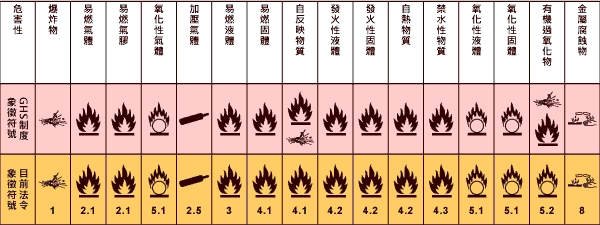 危害性 爆炸物 易燃氣體 易燃氣膠 氧化性氣體 加壓氣體 易燃液體 易燃固體 自反映物質 發火性液體 發火性固體 自熱物質 禁水性物質 氧化性液體 氧化性固體 有機過氧化物 金屬腐蝕物
GHS制度
象徵符號
目前法令
象徵符號
1 2.1 2.1 5.1 2.5 3 4.1 4.1 4.2 4.2 4.2 4.3 5.1 5.1 5.2 8